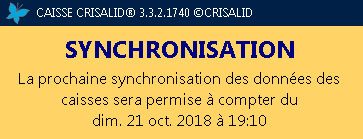 CAISSE CRISALID® 3.3.2.1740 ©CRISALID
SYNCHRONISATION
La prochaine synchronisation des données des
caisses sera permise à compter du
dim. 21 oct. 2018 à 19:10